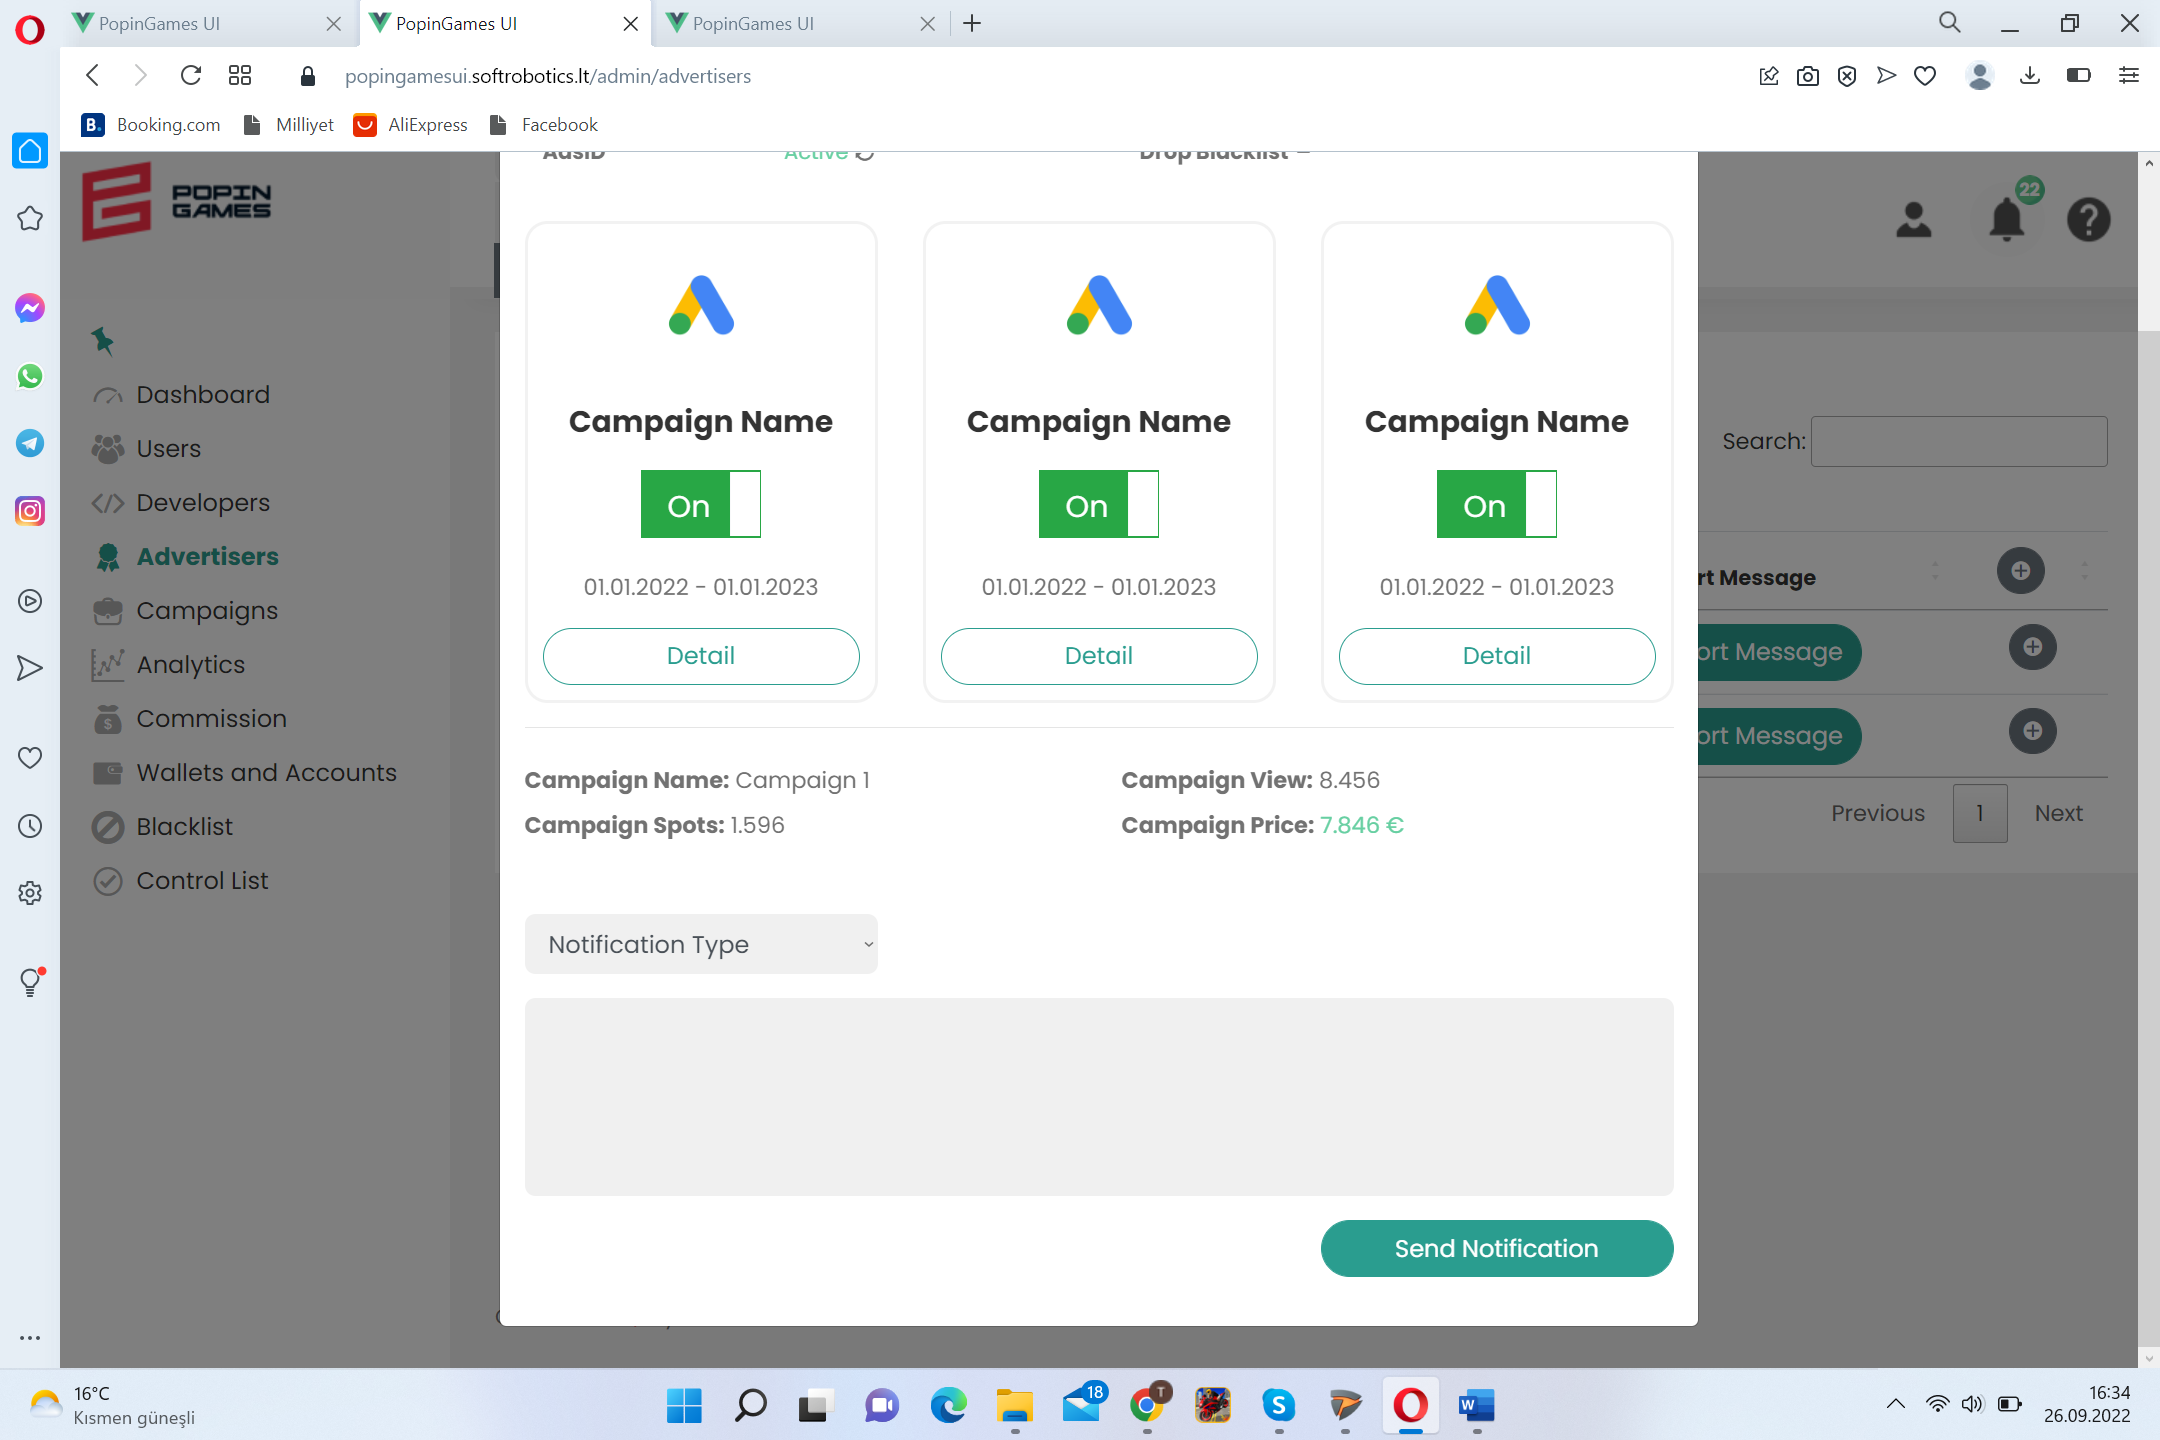 PopinGames UI
PopinGames UI
PopinGames UI
popingamesui.softrobotics.lt/admin/advertisers
B.
Booking.com
Milliyet
AliExpress
Facebook
AdsID
Active
Drop Blacklist
POPIN
GAMES
22
Dashboard
Users
Developers
Advertisers
Campaigns
Analytics
Commission
Wallets and Accounts
Blacklist
Control List
Campaign Name
On
01.01.2022 - 01.01.2023
Detail
Campaign Name
On
01.01.2022 - 01.01.2023
Detail
Campaign Name
On
01.01.2022 - 01.01.2023
Detail
Campaign Name: Campaign 1
Campaign View: 8.456
Campaign Spots: 1.596
Campaign Price: 7.846 €
Notification Type
Send Notification
Search:
rt Message
ort Message
ort Message
Previous
1
Next
16°C
Kısmen güneşli
18
T
S
W
16:34
26.09.2022